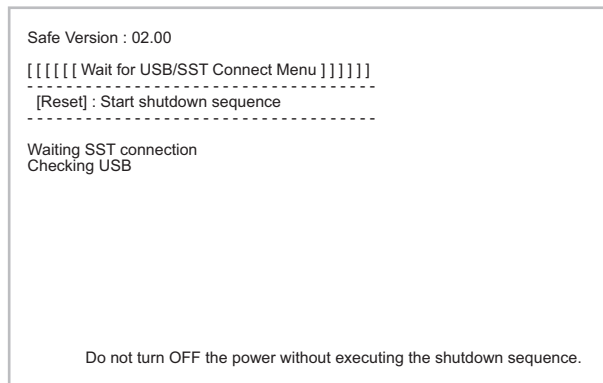 Safe Version : 02.00
[ [ [ [ [ [ Wait for USB/SST Connect Menu ] ] ] ] ] ]
- - - - - - - - - - - - - - - - - - - - - - - - - - - - - - - - - - - -
[Reset] : Start shutdown sequence
- - - - - - - - - - - - - - - - - - - - - - - - - - - - - - - - - - - -
Waiting SST connection
Checking USB
Do not turn OFF the power without executing the shutdown sequence.